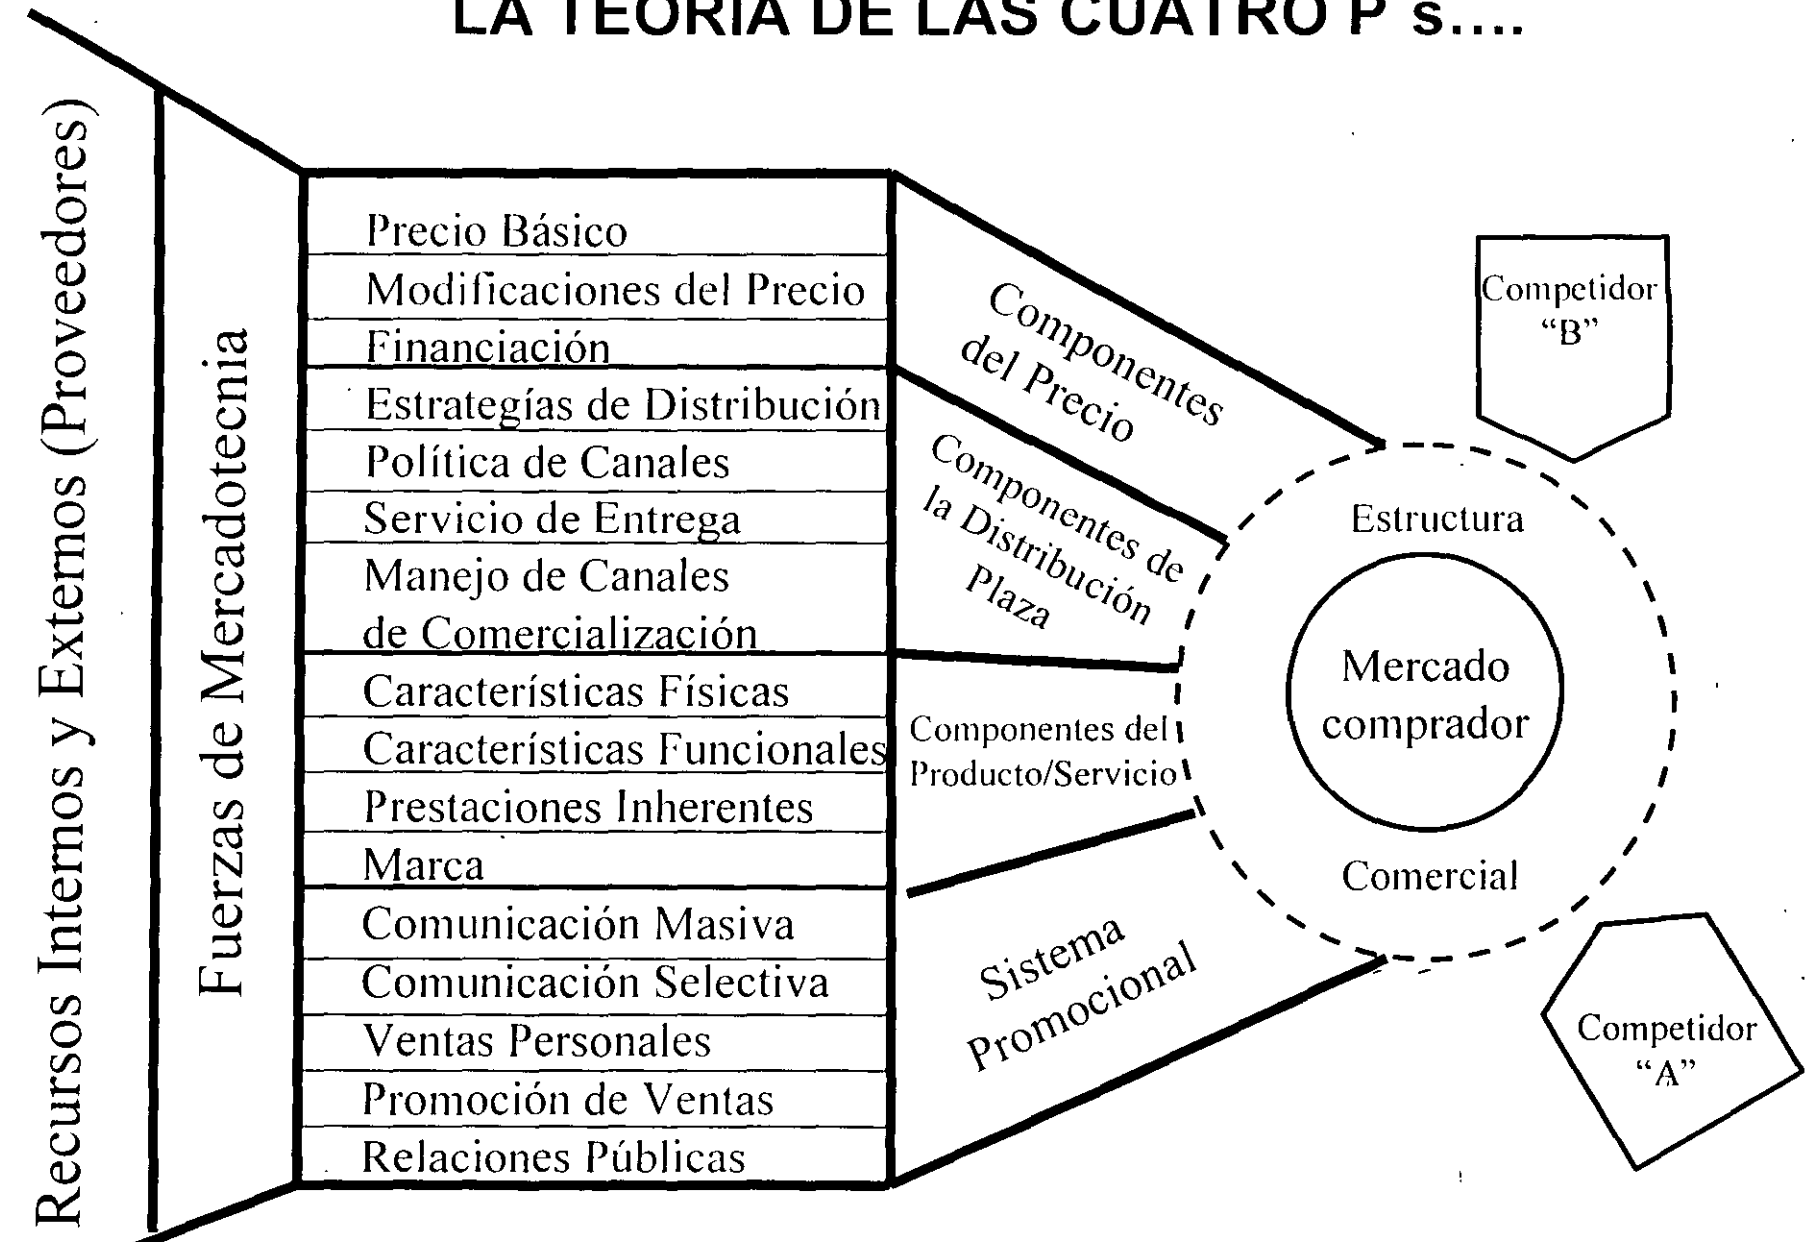 LA TEORIA DE LAS CUATRO P's....
Recursos Internos y Externos (Proveedores)
Fuerzas de Mercadotecnia
Precio Básico
Modificaciones del Precio
Financiación
Estrategías de Distribución
Política de Canales
Servicio de Entrega
Manejo de Canales
de Comercialización
Características Físicas
Características Funcionales
Prestaciones Inherentes
Marca
Comunicación Masiva
Comunicación Selectiva
Ventas Personales
Promoción de Ventas
Relaciones Públicas
Componentes
del Precio
Componentes de
la Distribución
Plaza
Componentes del
Producto/Servicio
Sistema
Promocional
Estructura
Mercado
comprador
Comercial
Competidor
“B”
Competidor
“A”